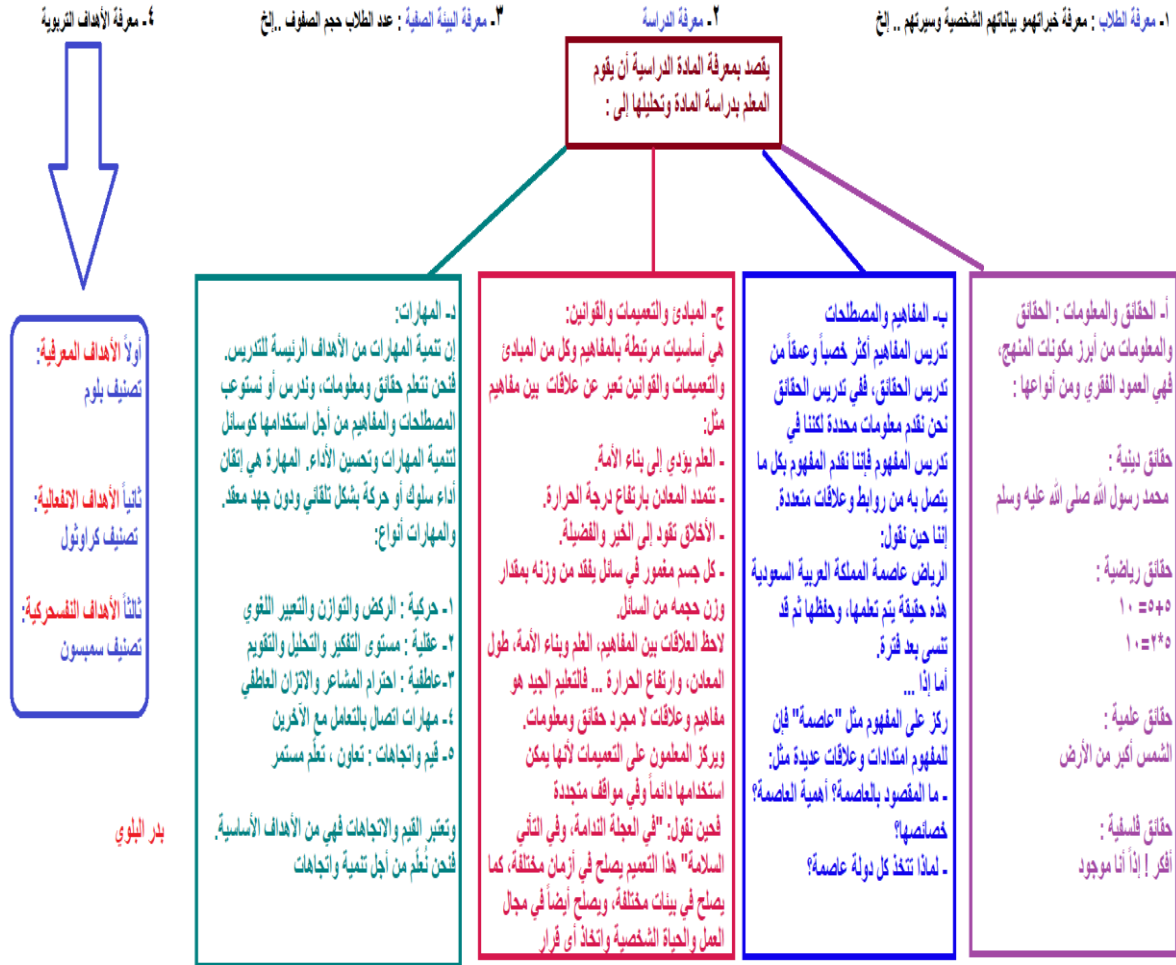 ١- معرفة الطلاب : معرفة خبراتهمو بياناتهم الشخصية وسيرتهم .. إلخ
٢- معرفة الدراسة
٣- معرفة البيئة الصفية : عدد الطلاب حجم الصفوف ..إلخ
٤- معرفة الأهداف التربوية
يقصد بمعرفة المادة الدراسية أن يقوم
المعلم بدراسة المادة وتحليلها إلى :
أ- الحقائق والمعلومات : الحقائق
والمعلومات من أبرز مكونات المنهج،
فهي العمود الفقري ومن أنواعها :
حقائق دينية :
محمد رسول الله صلى الله عليه وسلم
حقائق رياضية :
٥+٥= ١٠
٥*٢=١٠
حقائق علمية :
الشمس أكبر من الأرض
حقائق فلسفية :
أفكر ! إذاً أنا موجود
ب- المفاهيم والمصطلحات
تدريس المفاهيم أكثر خصباً وعمقاً من
تدريس الحقائق، ففي تدريس الحقائق
نحن نقدم معلومات محددة لكننا في
تدريس المفهوم فإننا نقدم المفهوم بكل ما
يتصل به من روابط وعلاقات متعددة.
إننا حين نقول:
الرياض عاصمة المملكة العربية السعودية
هذه حقيقة يتم تعلمها، وحفظها ثم قد
تنسى بعد فترة.
أما إذا ...
ركز على المفهوم مثل "عاصمة" فإن
للمفهوم امتدادات وعلاقات عديدة مثل:
- ما المقصود بالعاصمة؟ أهمية العاصمة؟
خصائصها؟
- لماذا تتخذ كل دولة عاصمة؟
ج- المبادئ والتعميمات والقوانين:
هي أساسيات مرتبطة بالمفاهيم وكل من المبادئ
والتعميمات والقوانين تعبر عن علاقات بين مفاهيم
مثل:
- العلم يؤدي إلى بناء الأمة.
- تتمدد المعادن بارتفاع درجة الحرارة.
- الأخلاق تقود إلى الخير والفضيلة.
- كل جسم مغمور في سائل يفقد من وزنه بمقدار
وزن حجمه من السائل.
لاحظ العلاقات بين المفاهيم، العلم وبناء الأمة، طول
المعادن، وارتفاع الحرارة ... فالتعليم الجيد هو
مفاهيم وعلاقات لا مجرد حقائق ومعلومات.
ويركز المعلمون على التعميمات لأنها يمكن
استخدامها دائماً وفي مواقف متجددة
فحين نقول: "في العجلة الندامة، وفي التأني
السلامة" هذا التعميم يصلح في أزمان مختلفة، كما
يصلح في بيئات مختلفة، ويصلح أيضاً في مجال
العمل والحياة الشخصية واتخاذ أى قرار
د- المهارات:
إن تنمية المهارات من الأهداف الرئيسة للتدريس.
فنحن نتعلم حقائق ومعلومات، وندرس أو نستوعب
المصطلحات والمفاهيم من أجل استخدامها كوسائل
لتنمية المهارات وتحسين الأداء. المهارة هي إتقان
أداء سلوك أو حركة بشكل تلقائي ودون جهد معقد.
والمهارات أنواع:
١- حركية : الركض والتوازن والتعبير اللغوي
٢- عقلية : مستوى التفكير والتحليل والتقويم
٣-عاطفية : احترام المشاعر والاتزان العاطفي
٤- مهارات اتصال بالتعامل مع الآخرين
٥- قيم واتجاهات : تعاون ، تعلّم مستمر
وتعتبر القيم والاتجاهات فهي من الأهداف الأساسية.
فنحن نُعلّم من أجل تنمية واتجاهات
أولاً الأهداف المعرفية:
تصنيف بلوم
ثانياً الأهداف الانفعالية:
تصنيف كراوثول
ثالثاً الأهداف النفسحركية:
تصنيف سمبسون
بدر البلوي